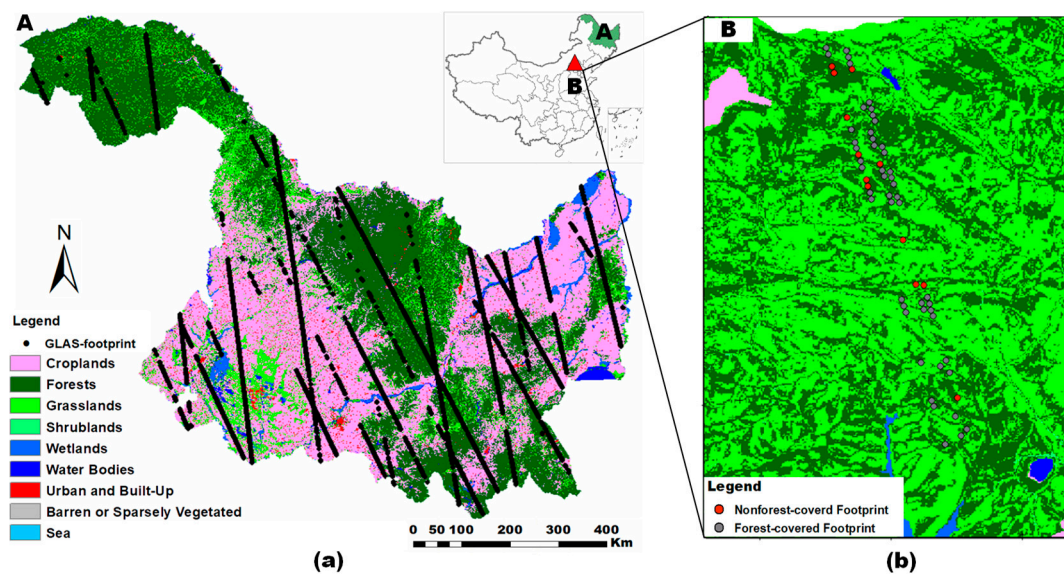 A
A
B
B
N
Legend
GLAS-footprint
Croplands
Forests
Grasslands
Shrublands
Wetlands
Water Bodies
Urban and Built-Up
Barren or Sparsely Vegetated
Sea
0 50 100 200 300 400
Km
(a)
Legend
Nonforest-coverd Footprint
Forest-covered Footprint
(b)